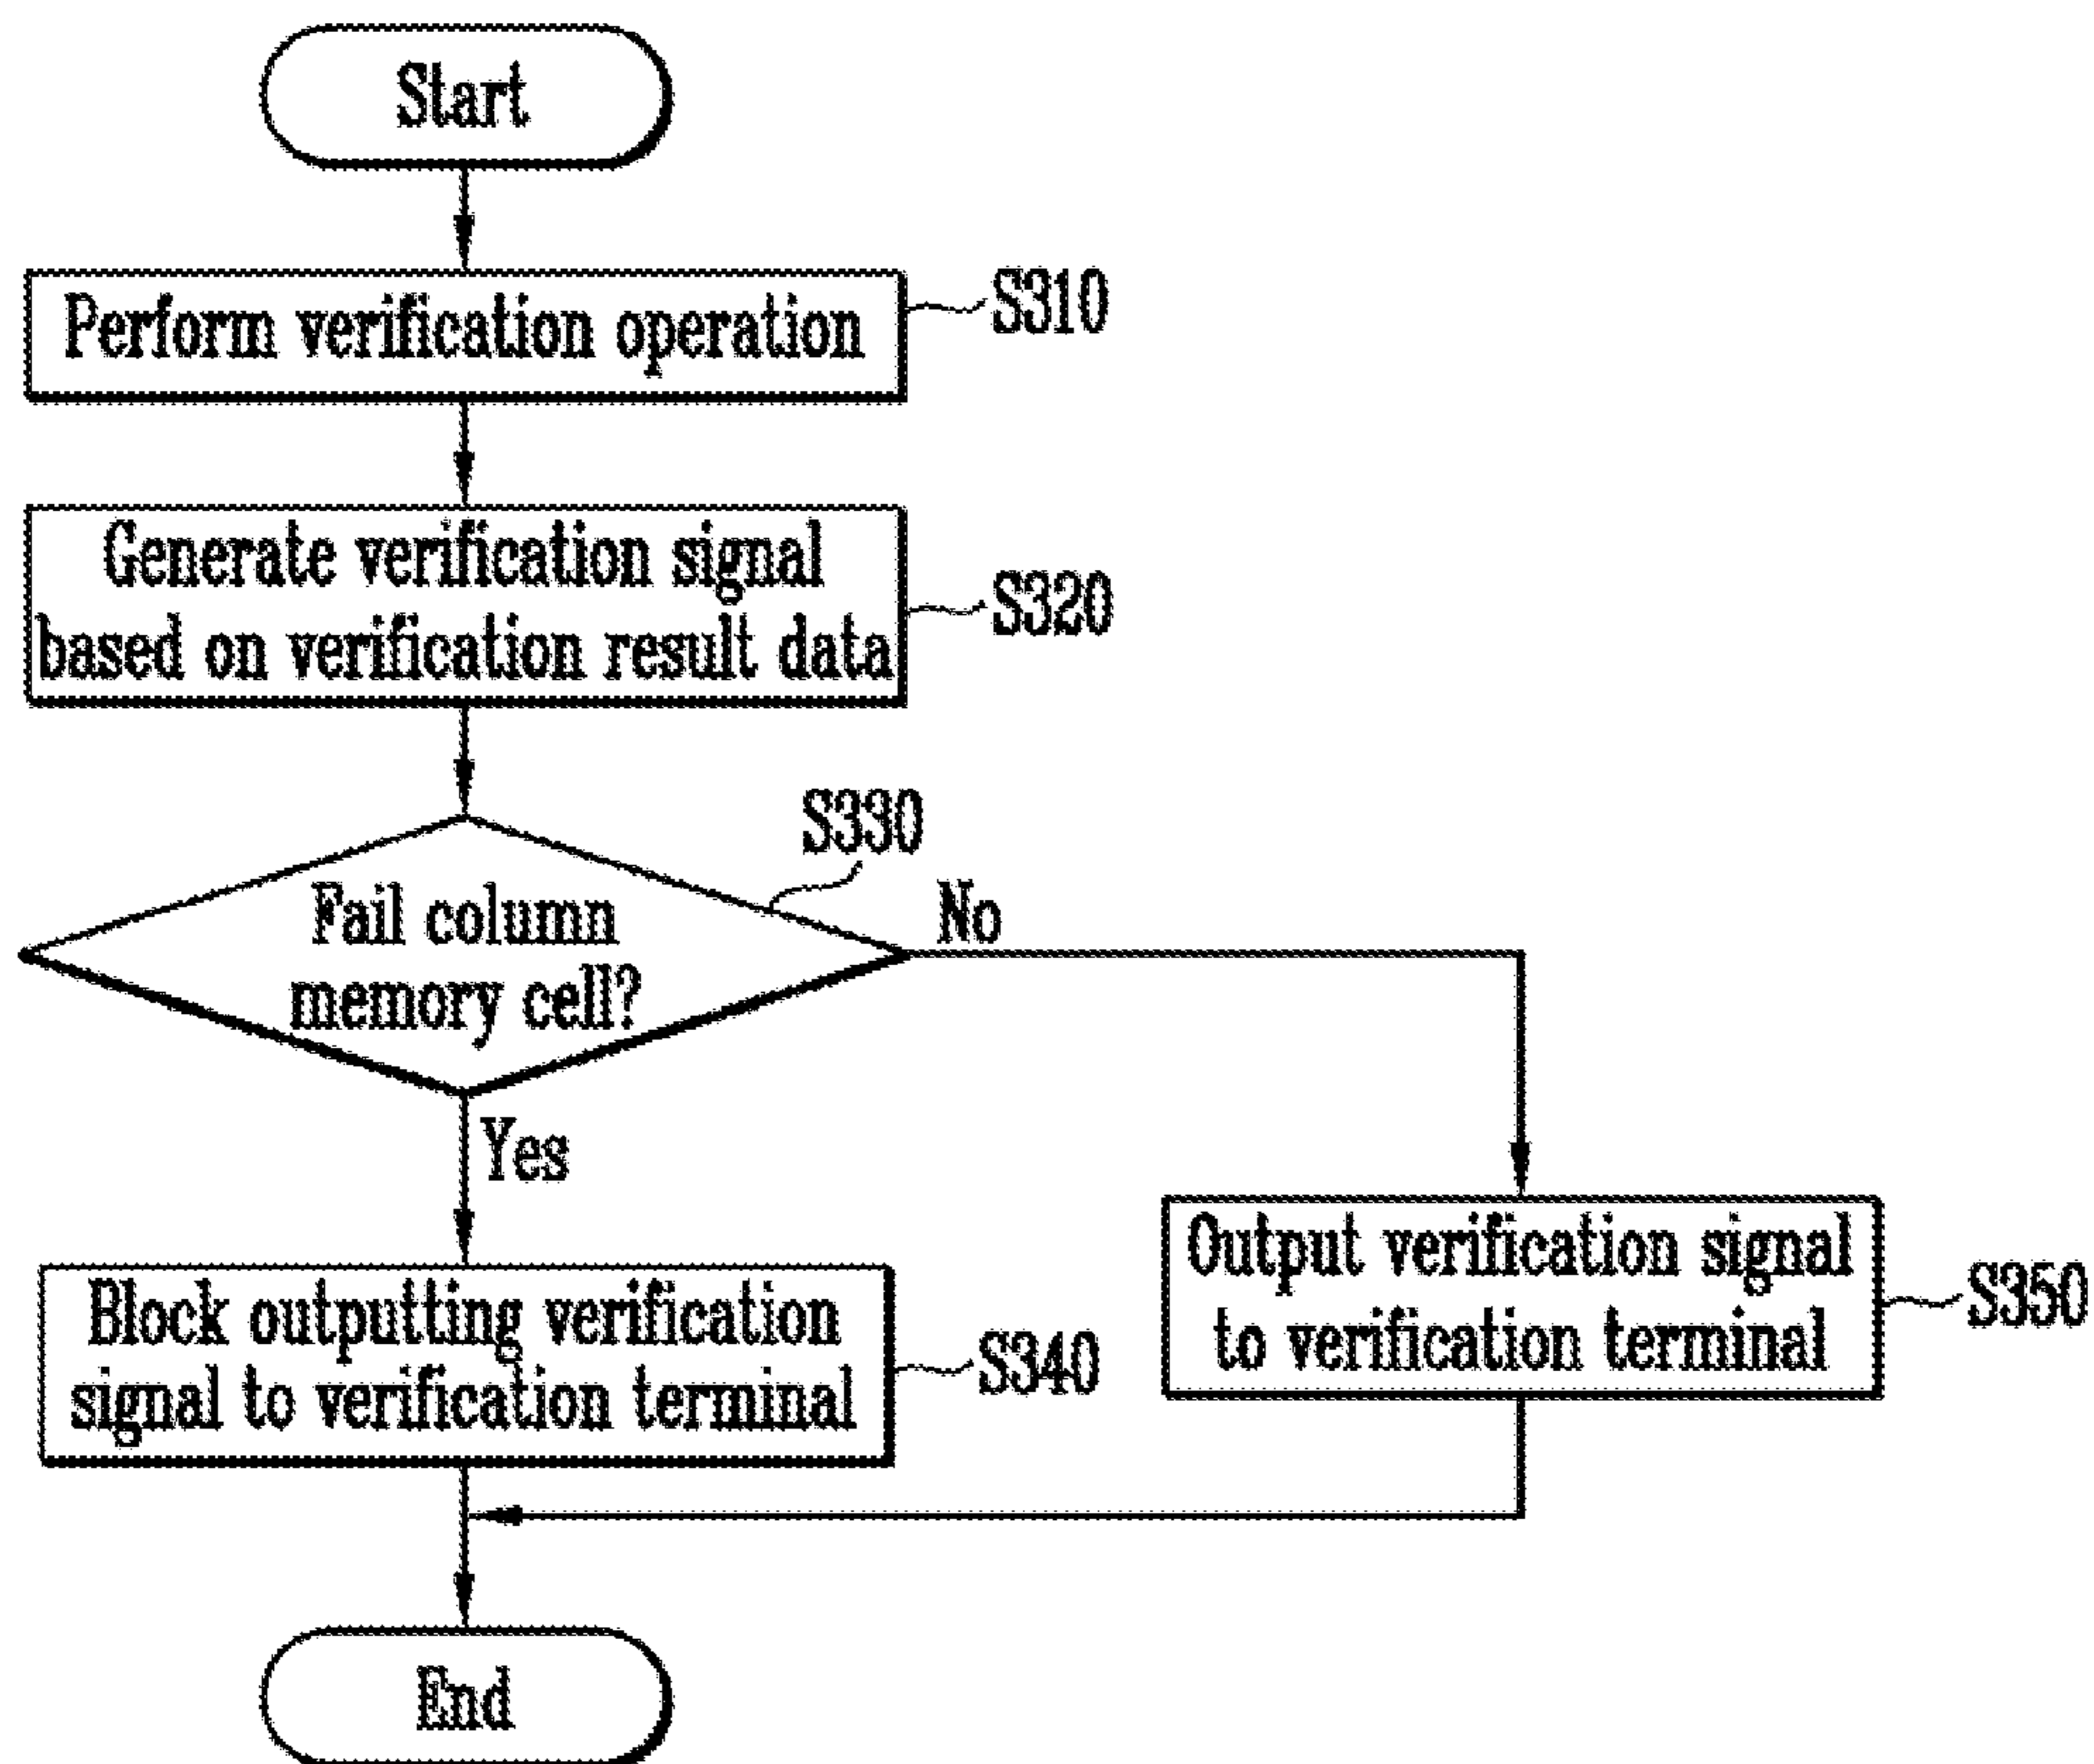 Start
Perform verification operation
S310
Generate verification signal
based on verification result data
S320
S330
Fail column
memory cell?
No
Yes
Block outputting verification
signal to verification terminal
S340
Output verification signal
to verification terminal
S350
End